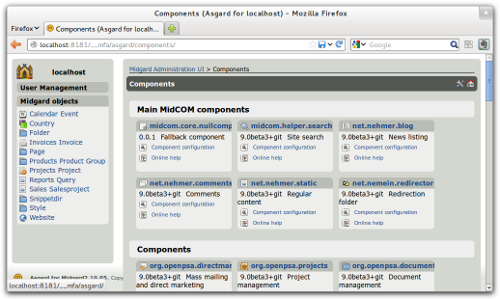 Components (Asgard for localhost) - Mozilla Firefox
Firefox
Components (Asgard for localh...
localhost:8181/__mfa/asgard/components/
Google
localhost
User Management
Midgard objects
Calendar Event
Country
Folder
Invoices Invoice
Page
Products Product Group
Projects Project
Reports Query
Sales Salesproject
Snippetdir
Style
Website
Midgard Administration UI > Components
Components
Main MidCOM components
midcom.core.nullcomp
0.0.1 Fallback component
Component configuration
Online help
midcom.helper.search
9.0beta3+git Site search
Component configuration
Online help
net.nehmer.blog
9.0beta3+git News listing
Component configuration
Online help
net.nehmer.comments
9.0beta3+git Comments
Component configuration
Online help
net.nehmer.static
9.0beta3+git Regular
content
Component configuration
Online help
net.nemein.redirector
9.0beta3+git Redirection
folder
Component configuration
Online help
Components
org.openpsa.directmar
9.0beta3+git Mass mailing
and direct marketing
org.openpsa.projects
9.0beta3+git Project
management
org.openpsa.document
9.0beta3+git Document
management
localhost:8181/__mfa/asgard/